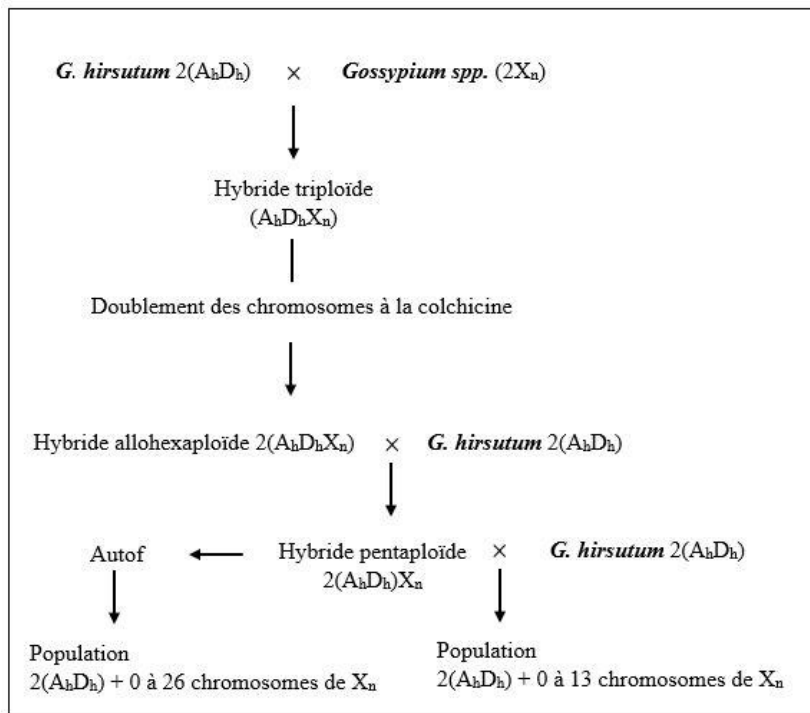 G. hirsutum 2(AₕDₕ) × Gossypium spp. (2Xₙ)
Hybride triploïde
(AₕDₕXₙ)
Doublement des chromosomes à la colchicine
Hybride allohexaploïde 2(AₕDₕXₙ) × G. hirsutum 2(AₕDₕ)
Autof
Hybride pentaploïde × G. hirsutum 2(AₕDₕ)
2(AₕDₕ)Xₙ
Population
2(AₕDₕ) + 0 à 26 chromosomes de Xₙ
Population
2(AₕDₕ) + 0 à 13 chromosomes de Xₙ